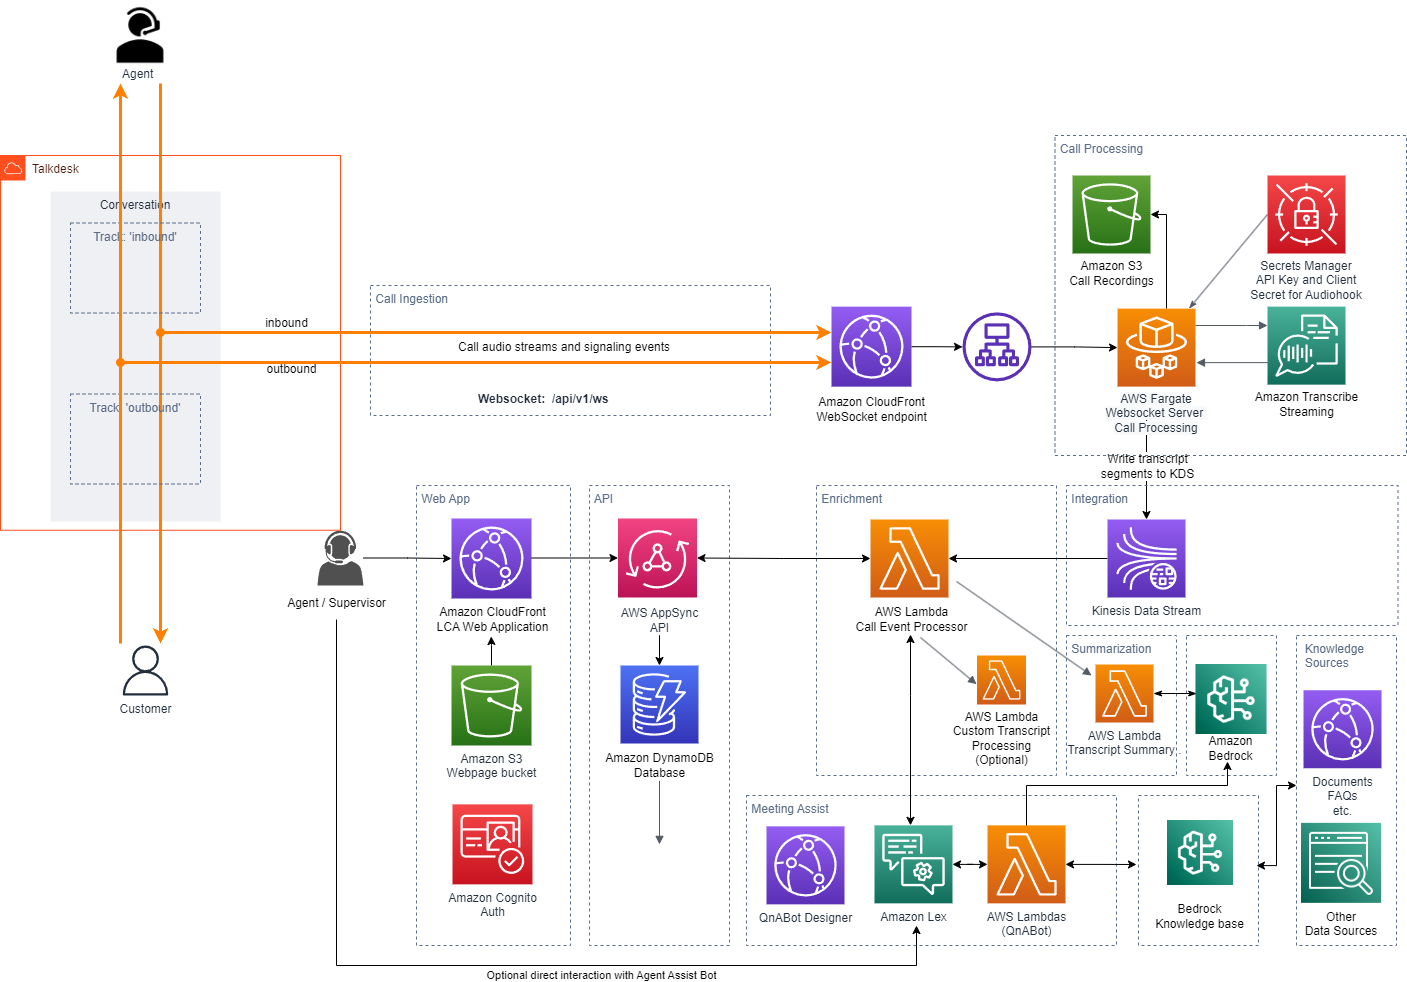 Agent
Talkdesk
Conversation
Track: 'inbound'
Track: 'outbound'
Customer
Call Ingestion
inbound
Call audio streams and signaling events
outbound
Websocket: /api/v1/ws
Amazon CloudFront
WebSocket endpoint
Call Processing
Amazon S3
Call Recordings
Secrets Manager
API Key and Client
Secret for Audiohook
AWS Fargate
Websocket Server
Call Processing
Amazon Transcribe
Streaming
Write transcript
segments to KDS
Agent / Supervisor
Web App
Amazon CloudFront
LCA Web Application
Amazon S3
Webpage bucket
Amazon Cognito
Auth
API
AWS AppSync
API
Amazon DynamoDB
Database
Enrichment
AWS Lambda
Call Event Processor
AWS Lambda
Custom Transcript
Processing
(Optional)
Integration
Kinesis Data Stream
Summarization
AWS Lambda
Transcript Summary
Amazon
Bedrock
Knowledge
Sources
Documents
FAQs
etc.
Other
Data Sources
Meeting Assist
QnABot Designer
Amazon Lex
AWS Lambdas
(QnABot)
Bedrock
Knowledge base
Optional direct interaction with Agent Assist Bot